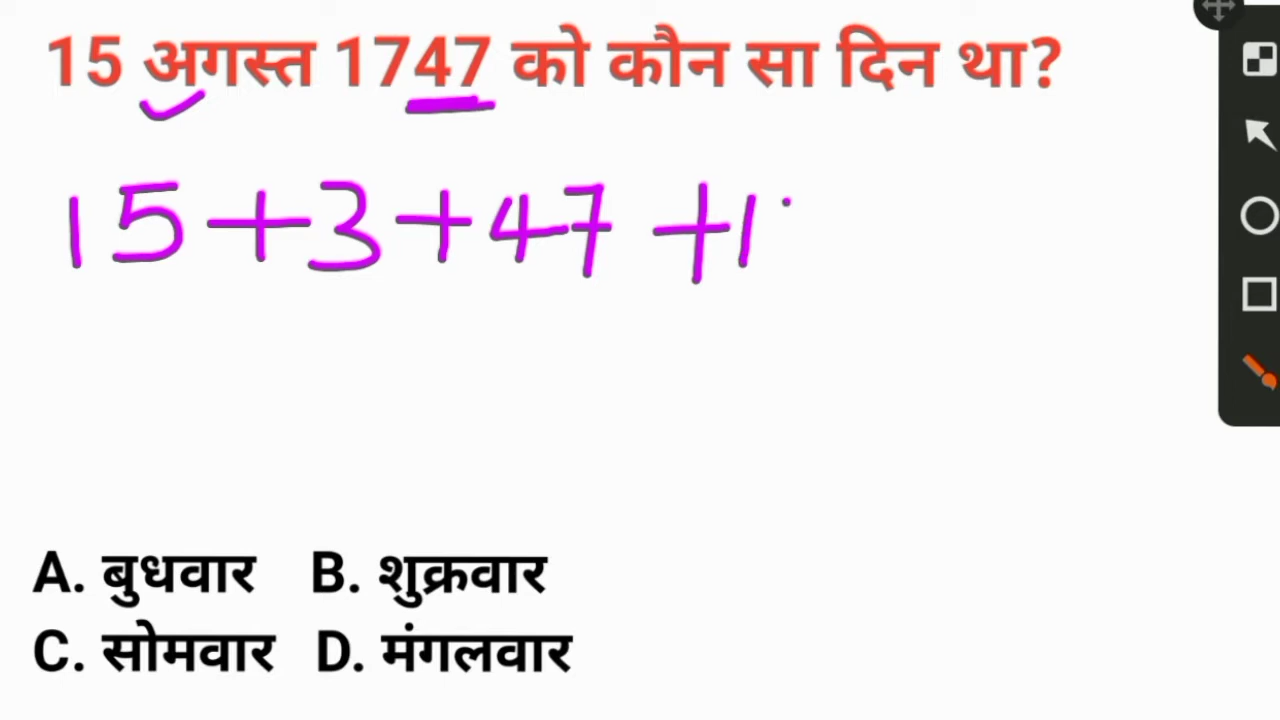 15 अगस्त 1747 को कौन सा दिन था?
15+3+47+1
A. बुधवार B. शुक्रवार
C. सोमवार D. मंगलवार